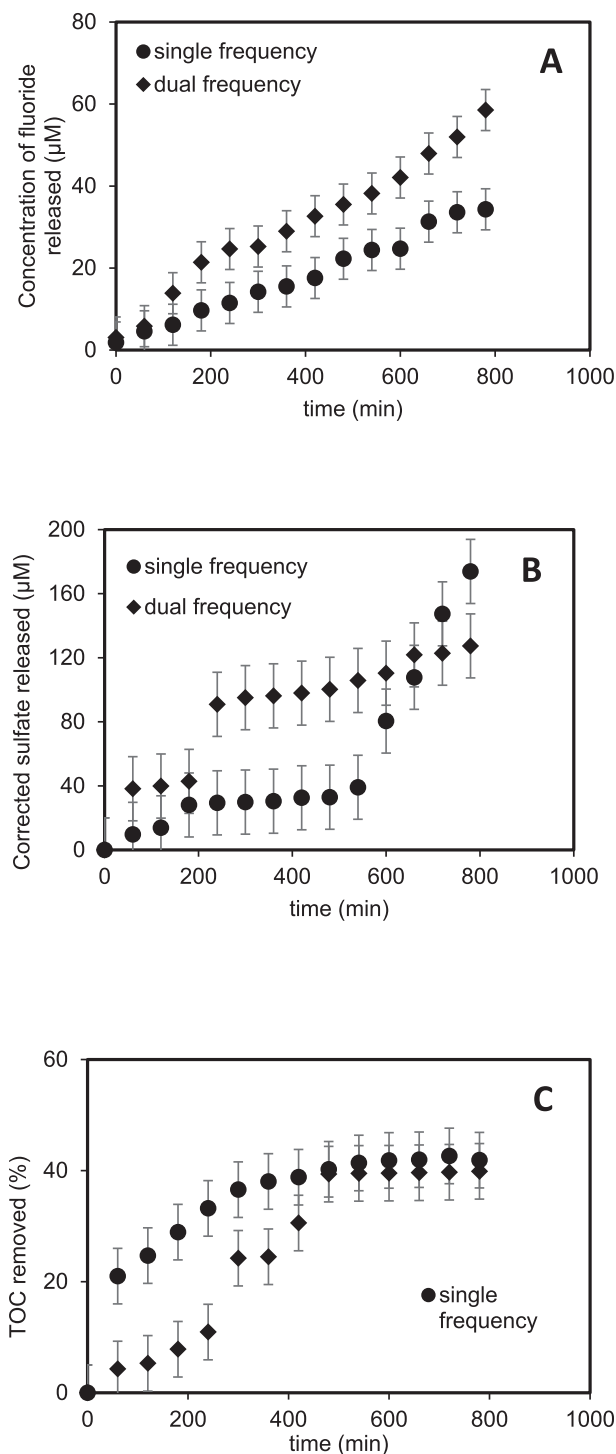 80
60
40
20
0
Concentration of fluoride
released (μM)
single frequency
dual frequency
A
0 200 400 600 800 1000
time (min)
200
160
120
80
40
0
Corrected sulfate released (μM)
single frequency
dual frequency
B
0 200 400 600 800 1000
time (min)
60
40
20
0
TOC removed (%)
C
single
frequency
0 200 400 600 800 1000
time (min)